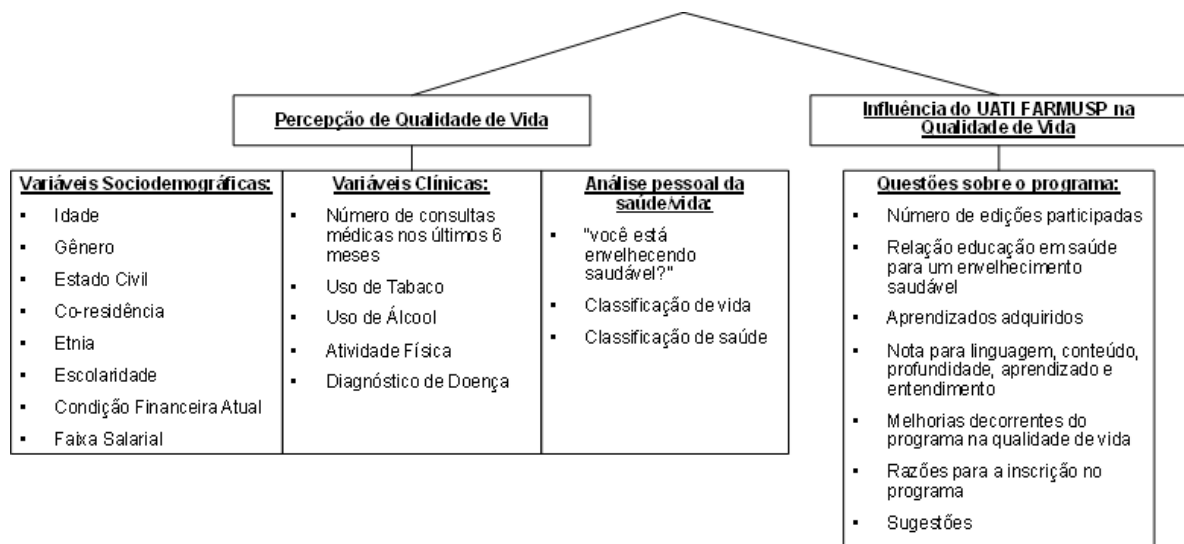 Percepção de Qualidade de Vida
Influência do UATI FARMUSP na
Qualidade de Vida
Variáveis Sociodemográficas:
▪ Idade
▪ Gênero
▪ Estado Civil
▪ Co-residência
▪ Etnia
▪ Escolaridade
▪ Condição Financeira Atual
▪ Faixa Salarial
Variáveis Clínicas:
▪ Número de consultas
médicas nos últimos 6
meses
▪ Uso de Tabaco
▪ Uso de Álcool
▪ Atividade Física
▪ Diagnóstico de Doença
Análise pessoal da
saúde/vida:
▪ "você está
envelhecendo
saudável?"
▪ Classificação de vida
▪ Classificação de saúde
Questões sobre o programa:
▪ Número de edições participadas
▪ Relação educação em saúde
para um envelhecimento
saudável
▪ Aprendizados adquiridos
▪ Nota para linguagem, conteúdo,
profundidade, aprendizado e
entendimento
▪ Melhorias decorrentes do
programa na qualidade de vida
▪ Razões para a inscrição no
programa
▪ Sugestões